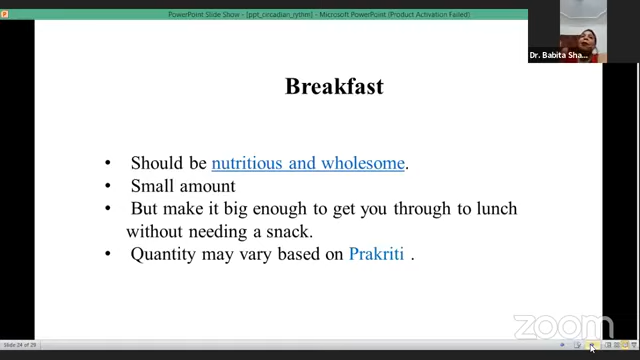 PowerPoint Slide Show - [ppt_circadian_rythm] - Microsoft PowerPoint (Product Activation Failed)
Dr. Babita Sha...
Breakfast
• Should be nutritious and wholesome.
• Small amount
• But make it big enough to get you through to lunch
without needing a snack.
• Quantity may vary based on Prakriti .
zoom
Slide 24 of 29